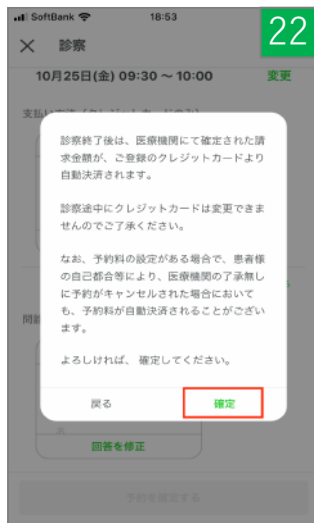 SoftBank 18:53
22
診察
10月25日(金) 09:30 ～ 10:00 変更
診察終了後は、医療機関にて確定された請
求金額が、ご登録のクレジットカードより
自動決済されます。
診察途中にクレジットカードは変更できま
せんのでご了承ください。
なお、予約料の設定がある場合で、患者様
の自己都合等により、医療機関の了承無し
に予約がキャンセルされた場合において
も、予約料が自動決済されることがござい
ます。
よろしければ、 確定してください。
戻る 確定
回答を修正
予約を確定する